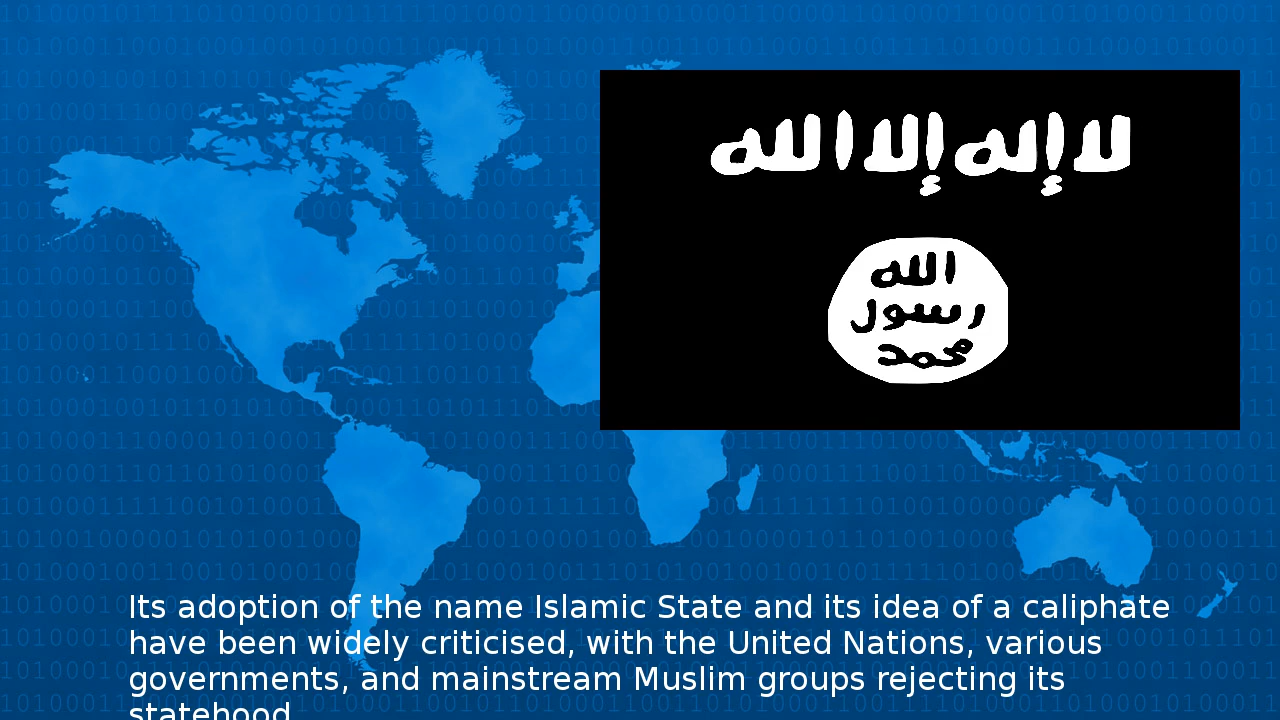 لا إله إلا الله
الله
رسول
محمد
Its adoption of the name Islamic State and its idea of a caliphate
have been widely criticised, with the United Nations, various
governments, and mainstream Muslim groups rejecting its
statehood